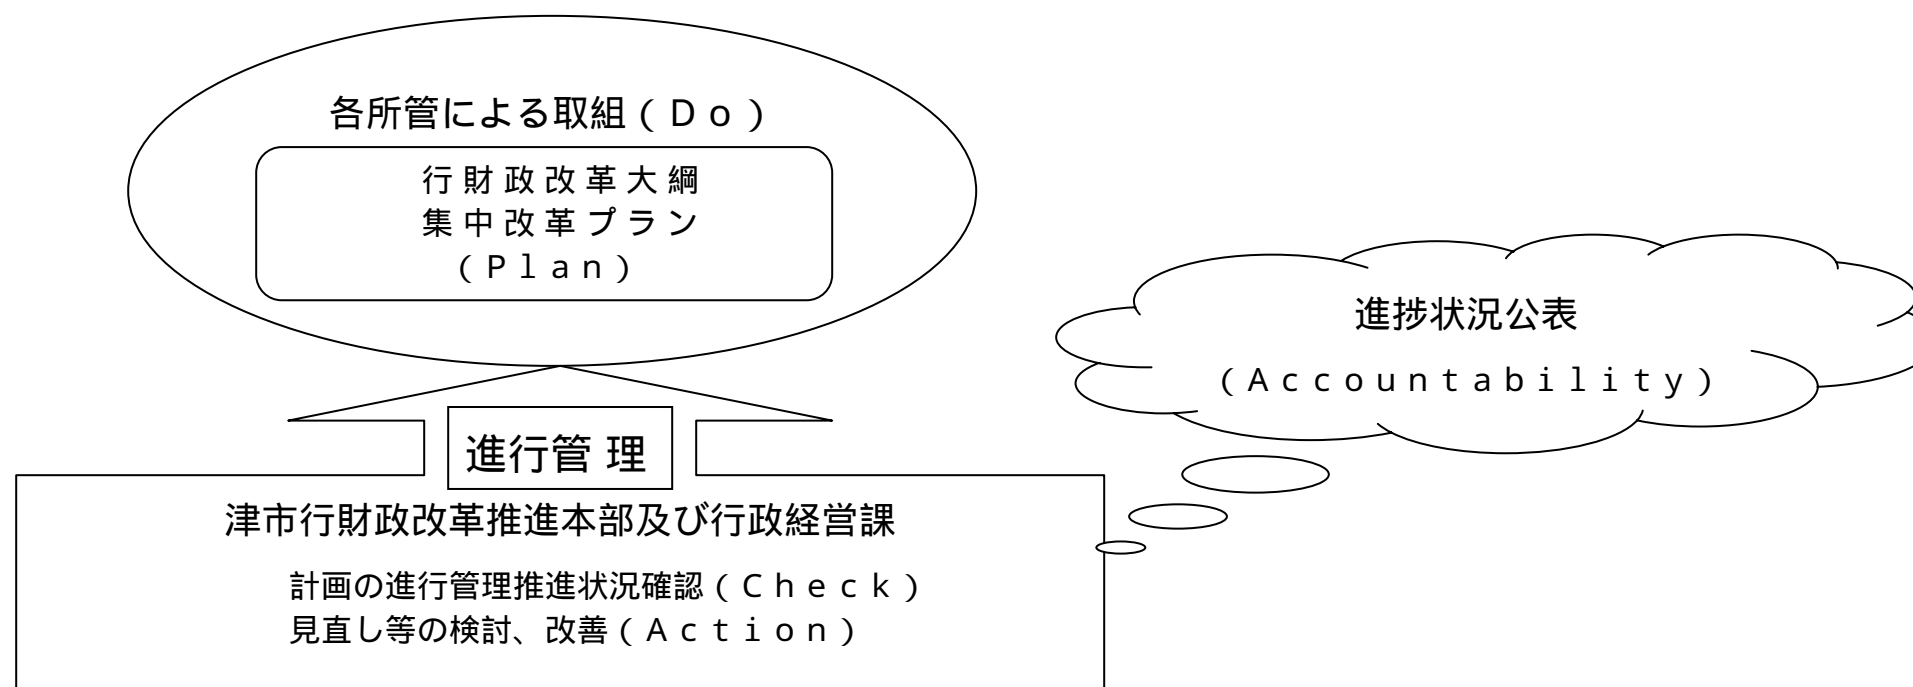 各所管による取組（Ｄｏ）
行財政改革大綱
集中改革プラン
（Ｐｌａｎ）
進捗状況公表
（Ａｃｃｏｕｎｔａｂｉｌｉｔｙ）
進行管 理
津市行財政改革推進本部及び行政経営課
計画の進行管理推進状況確認（Ｃｈｅｃｋ）
見直し等の検討、改善（Ａｃｔｉｏｎ）